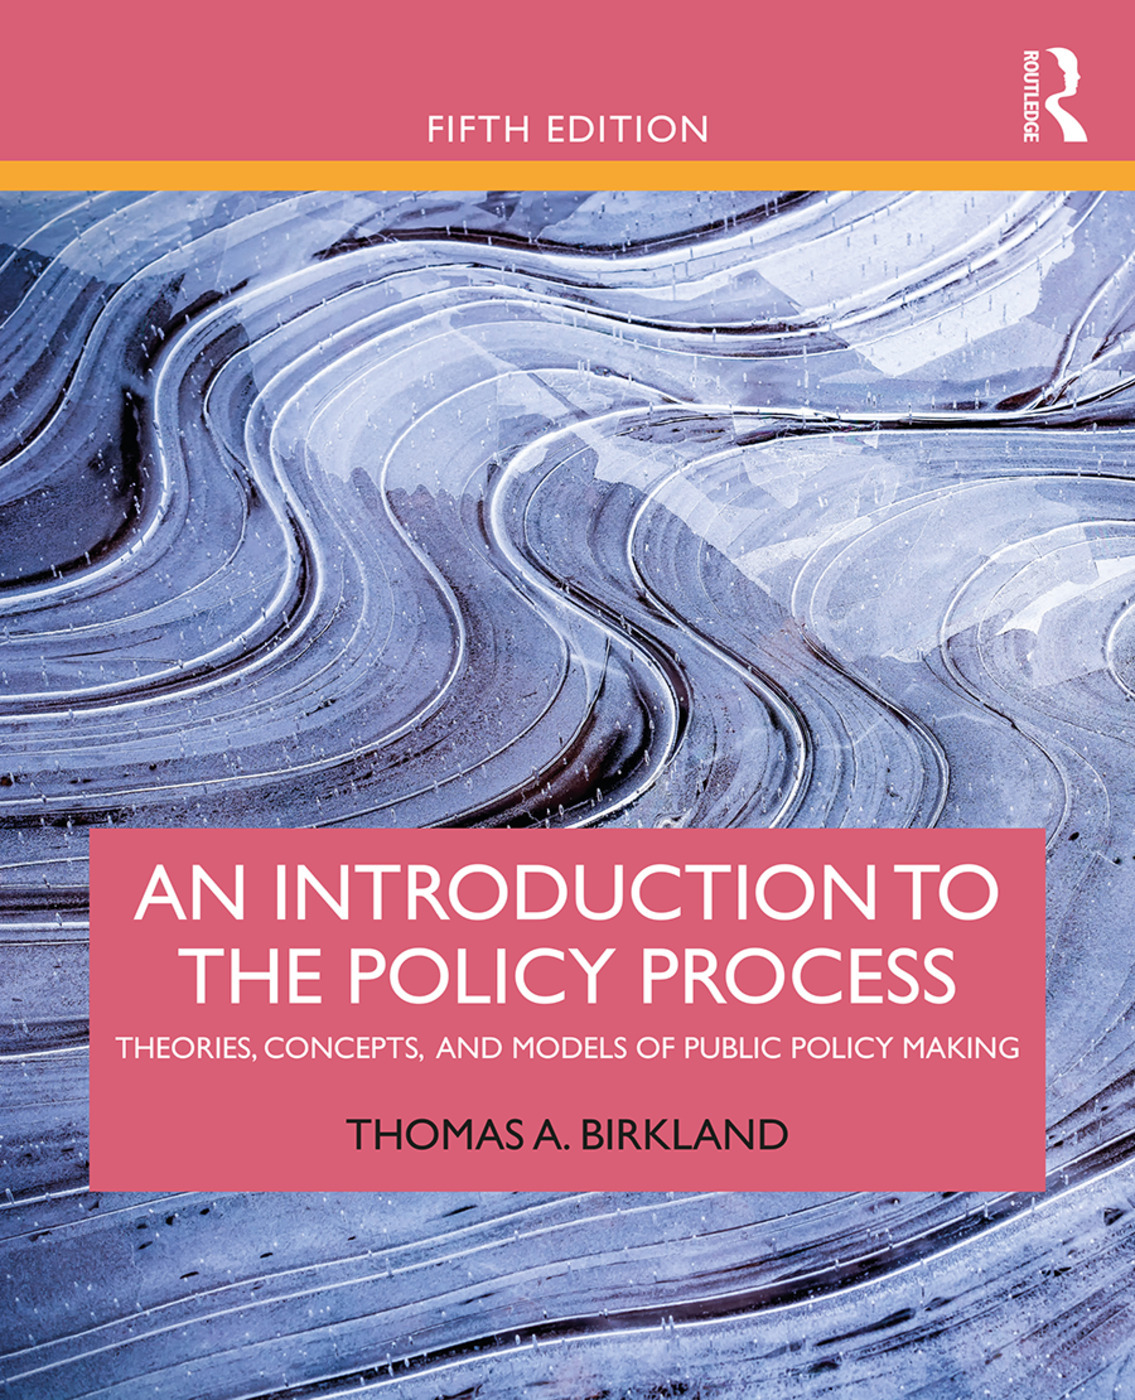 FIFTH EDITION
ROUTLEDGE
AN INTRODUCTION TO
THE POLICY PROCESS
THEORIES, CONCEPTS, AND MODELS OF PUBLIC POLICY MAKING
THOMAS A. BIRKLAND